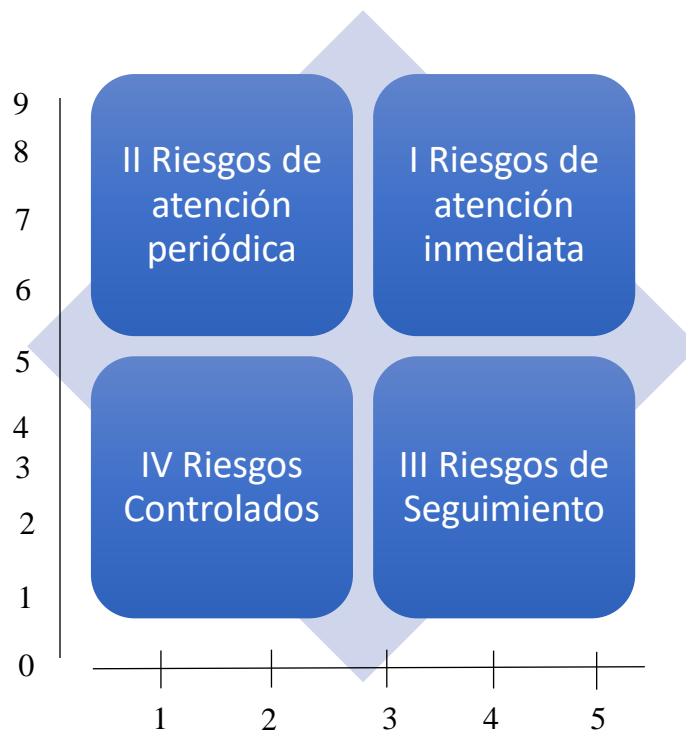 9
8
7
6
5
4
3
2
1
0
II Riesgos de
atención
periódica
I Riesgos de
atención
inmediata
IV Riesgos
Controlados
III Riesgos de
Seguimiento
1 2 3 4 5